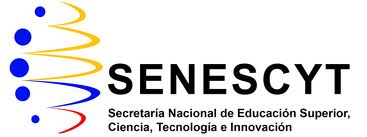 SENESCYT
Secretaría Nacional de Educación Superior,
Ciencia, Tecnología e Innovación